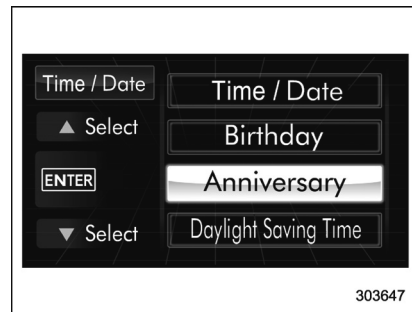 Time / Date
▲ Select
ENTER
▼ Select
Time / Date
Birthday
Anniversary
Daylight Saving Time
303647